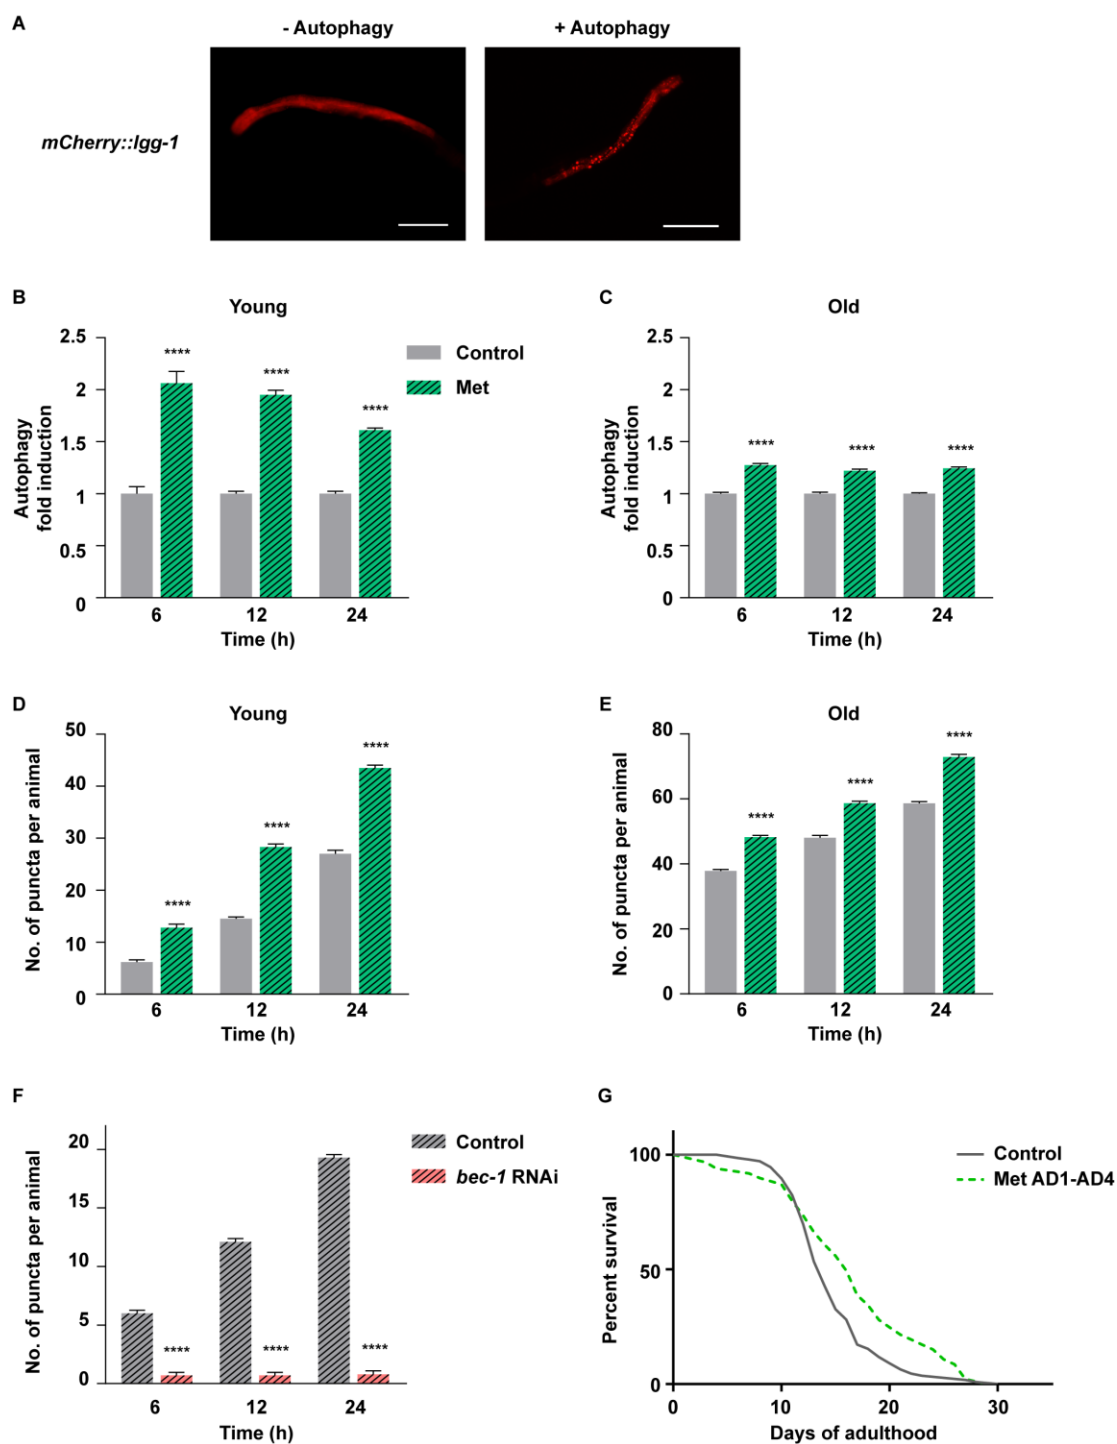 A
- Autophagy
+ Autophagy
mCherry::lgg-1
B
Young
2.5
2
1.5
1
0.5
0
Autophagy
fold induction
****
****
****
6
12
24
Time (h)
Control
Met
C
Old
2.5
2
1.5
1
0.5
0
Autophagy
fold induction
****
****
****
6
12
24
Time (h)
D
Young
50
40
30
20
10
0
No. of puncta per animal
****
****
****
6
12
24
Time (h)
E
Old
80
60
40
20
0
No. of puncta per animal
****
****
****
6
12
24
Time (h)
F
20
15
10
5
0
No. of puncta per animal
****
****
****
6
12
24
Time (h)
Control
bec-1 RNAi
G
100
50
0
Percent survival
0
10
20
30
Days of adulthood
Control
Met AD1-AD4